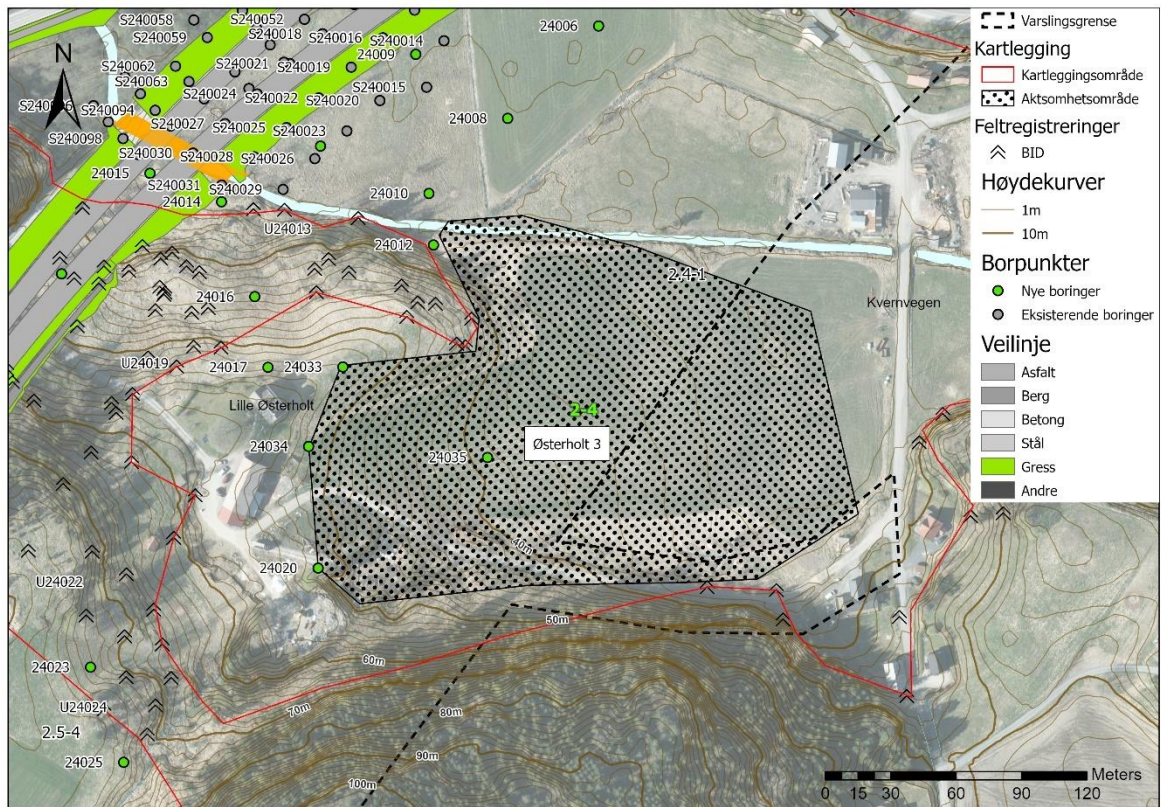 S240058
S240052
24006
S240059
S240018
S240016
S240014
24009
S240062
S240021
S240019
S240063
S240015
S240024
S240022
S240020
N
S240094
S240027
S240025
S240023
24008
S240098
S240030
S240028
S240026
24015
S240031
S240029
24014
24010
U24013
24012
24016
2.4-1
Kvernvegen
U24019
24017
24033
Lille Østerholt
2-4
Østerholt 3
24034
24035
40m
24020
U24022
50m
24023
60m
U24024
70m
80m
2.5-4
90m
24025
100m
Varslingsgrense
Kartlegging
Kartleggingsområde
Aktsomhetsområde
Feltregistreringer
BID
Høydekurver
1m
10m
Borpunkter
Nye boringer
Eksisterende boringer
Veilinje
Asfalt
Berg
Betong
Stål
Gress
Andre
Meters
0 15 30 60 90 120